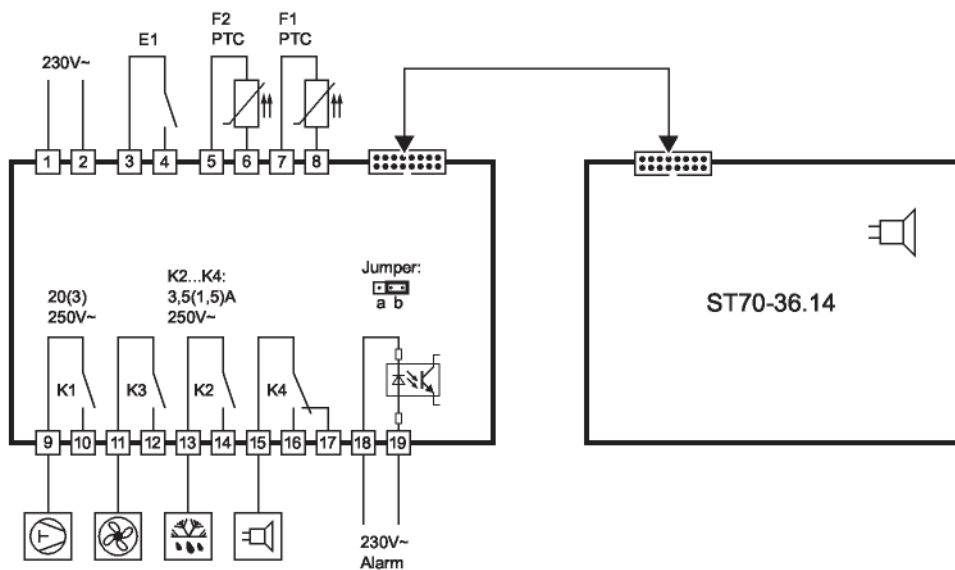 F2
F1
E1
PTC
PTC
230V~
1
2
3
4
5
6
7
8
K2...K4:
Jumper:
20(3)
3,5(1,5)A
a b
250V~
250V~
ST70-36.14
K1
K3
K2
K4
9
10
11
12
13
14
15
16
17
18
19
T
230V~
Alarm